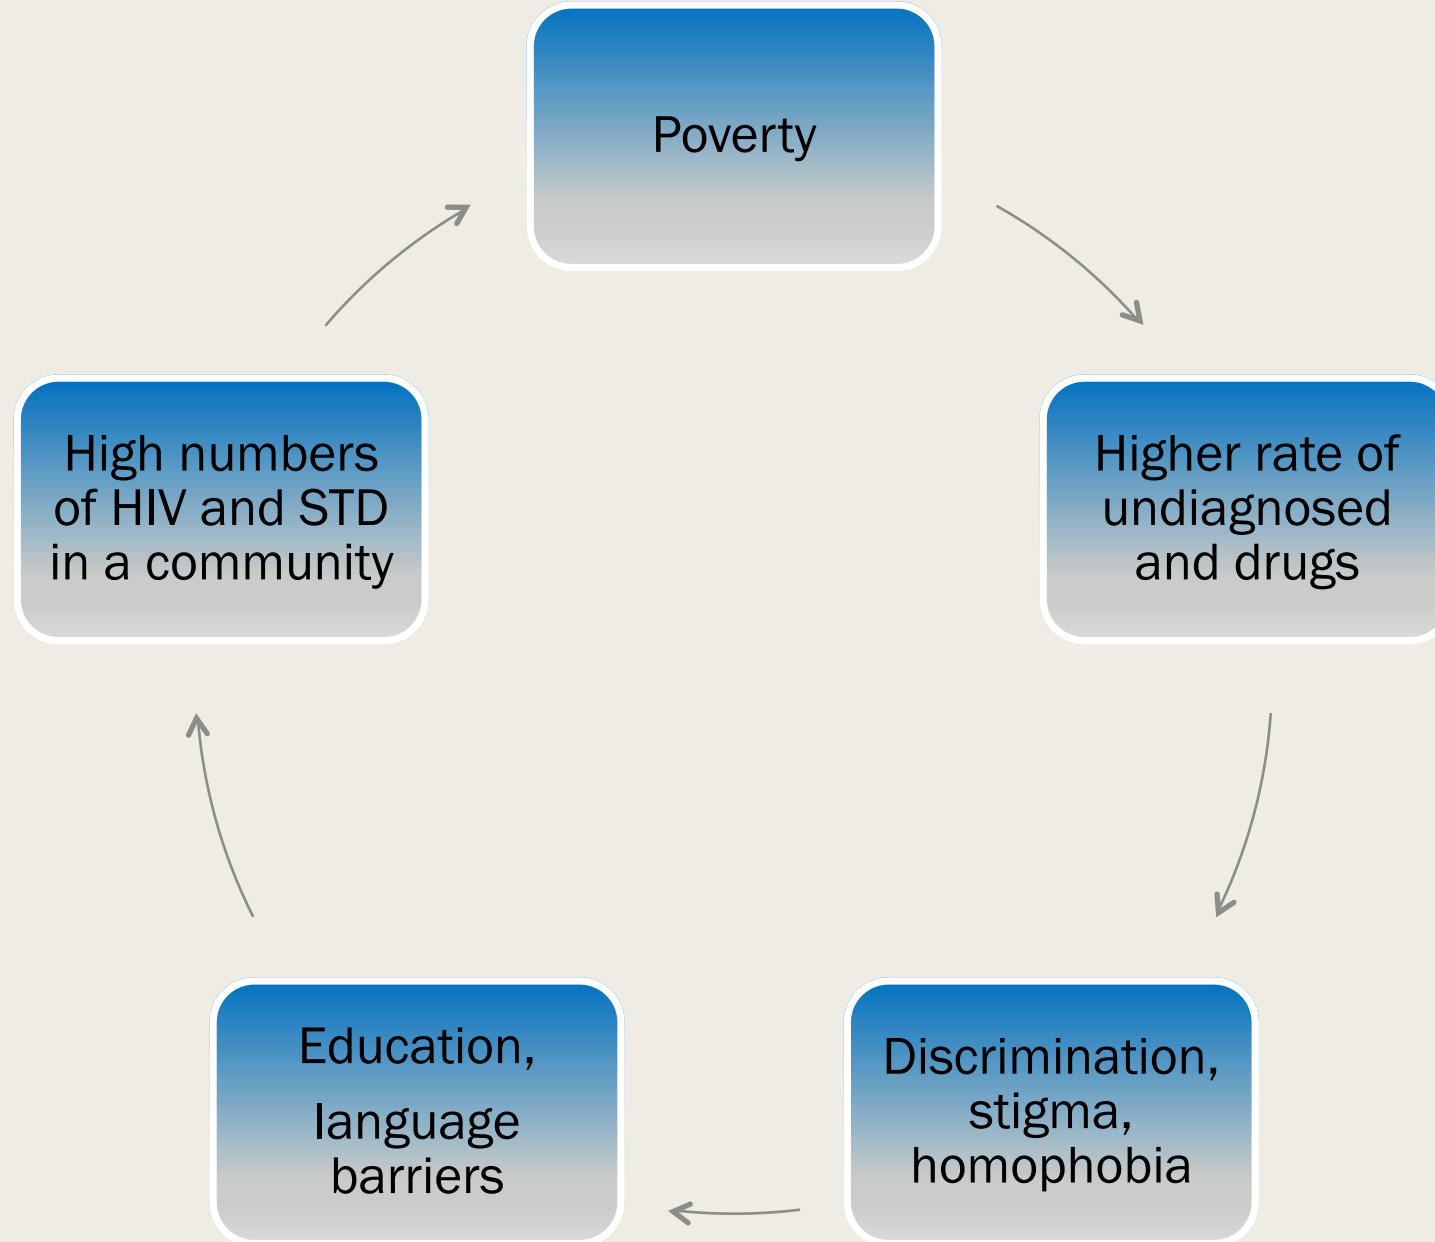 Poverty
Higher rate of
undiagnosed
and drugs
Discrimination,
stigma,
homophobia
Education,
language
barriers
High numbers
of HIV and STD
in a community